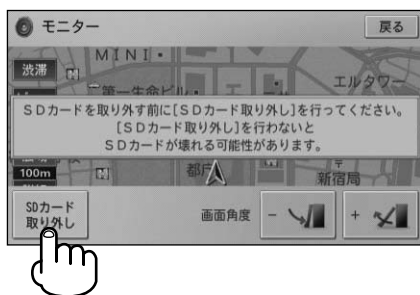 モニター
戻る
MINI
渋滞
第一生命ビル
エルタワー
SDカードを取り外す前に[SDカード取り外し]を行ってください。
[SDカード取り外し]を行わないと
SDカードが壊れる可能性があります。
100m
都庁
〒
新宿局
SDカード
取り外し
画面角度
-
+